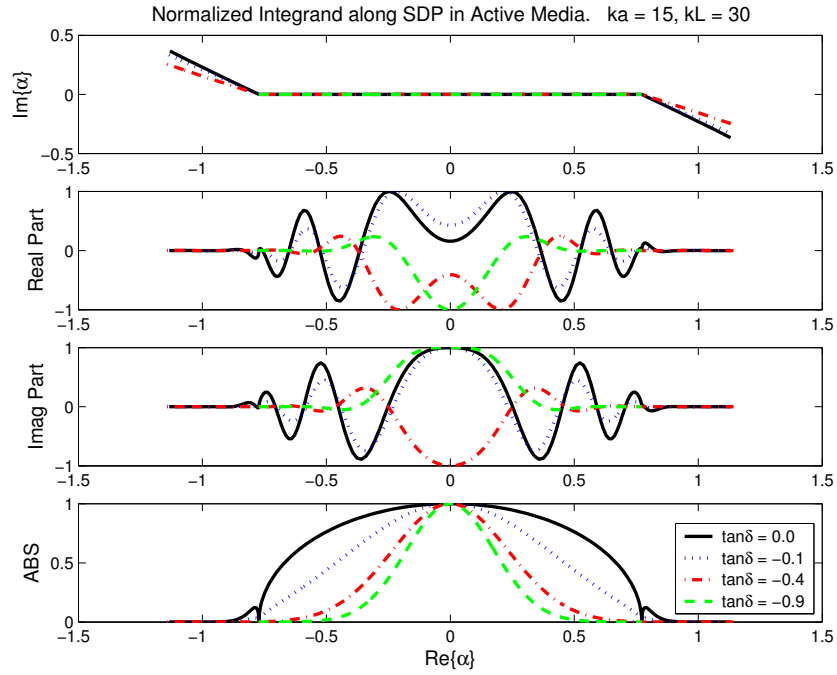 Normalized Integrand along SDP in Active Media. ka = 15, kL = 30
0.5
0
−0.5
Im{α}
−1.5 −1 −0.5 0 0.5 1 1.5
1
0
−1
Real Part
−1.5 −1 −0.5 0 0.5 1 1.5
1
0
−1
Imag Part
−1.5 −1 −0.5 0 0.5 1 1.5
1
0.5
0
ABS
tanδ = 0.0
tanδ = −0.1
tanδ = −0.4
tanδ = −0.9
−1.5 −1 −0.5 0 0.5 1 1.5
Re{α}